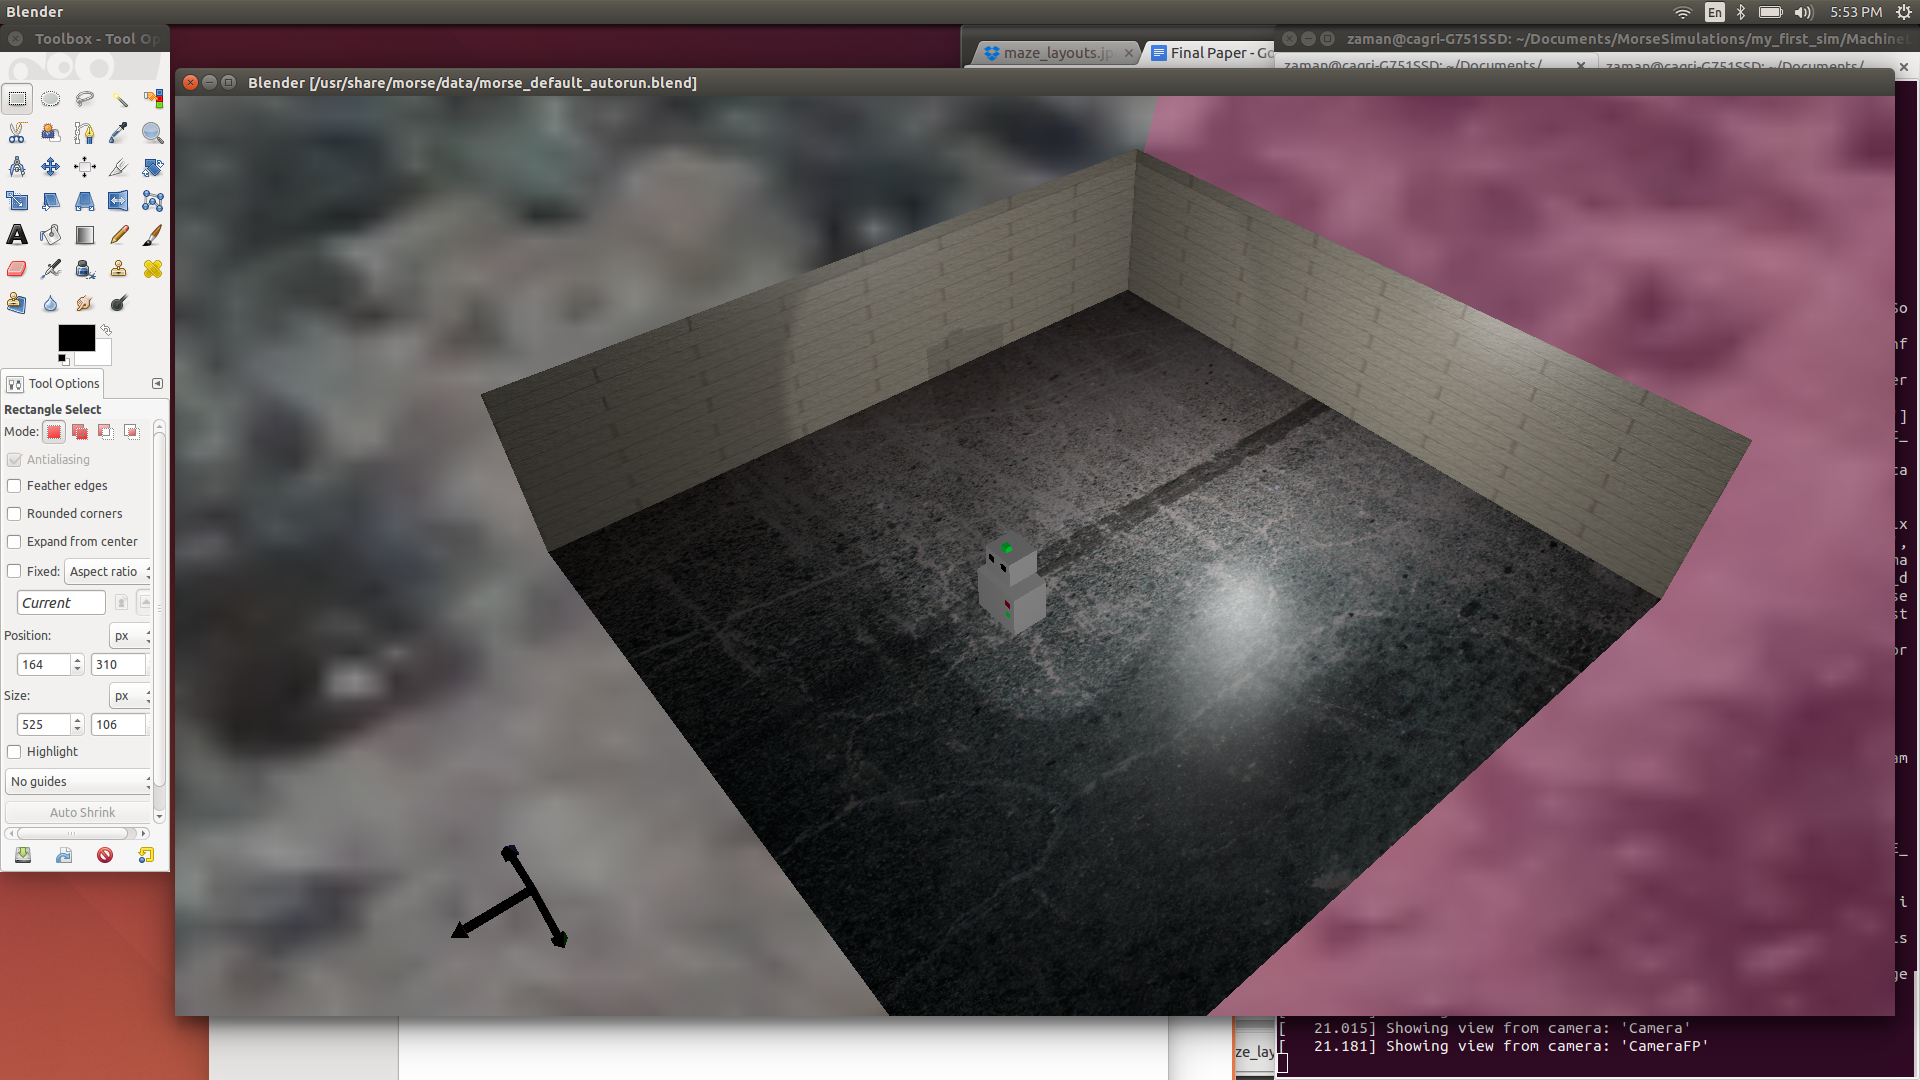 Blender
En
5:53 PM
Toolbox - Tool Op
maze_layouts.jp
Final Paper - Go
zaman@cagri-G751SSD: ~/Documents/MorseSimulations/my_first_sim/Machine
zaman@cagri-G751SSD: ~/Documents/
zaman@cagri-G751SSD: ~/Documents/
Blender [/usr/share/morse/data/morse_default_autorun.blend]
Tool Options
Rectangle Select
Mode:
Antialiasing
Feather edges
Rounded corners
Expand from center
Fixed: Aspect ratio
Current
Position: px
164 310
Size: px
525 106
Highlight
No guides
Auto Shrink
ze_lay
[ 21.015] Showing view from camera: 'Camera'
[ 21.181] Showing view from camera: 'CameraFP'